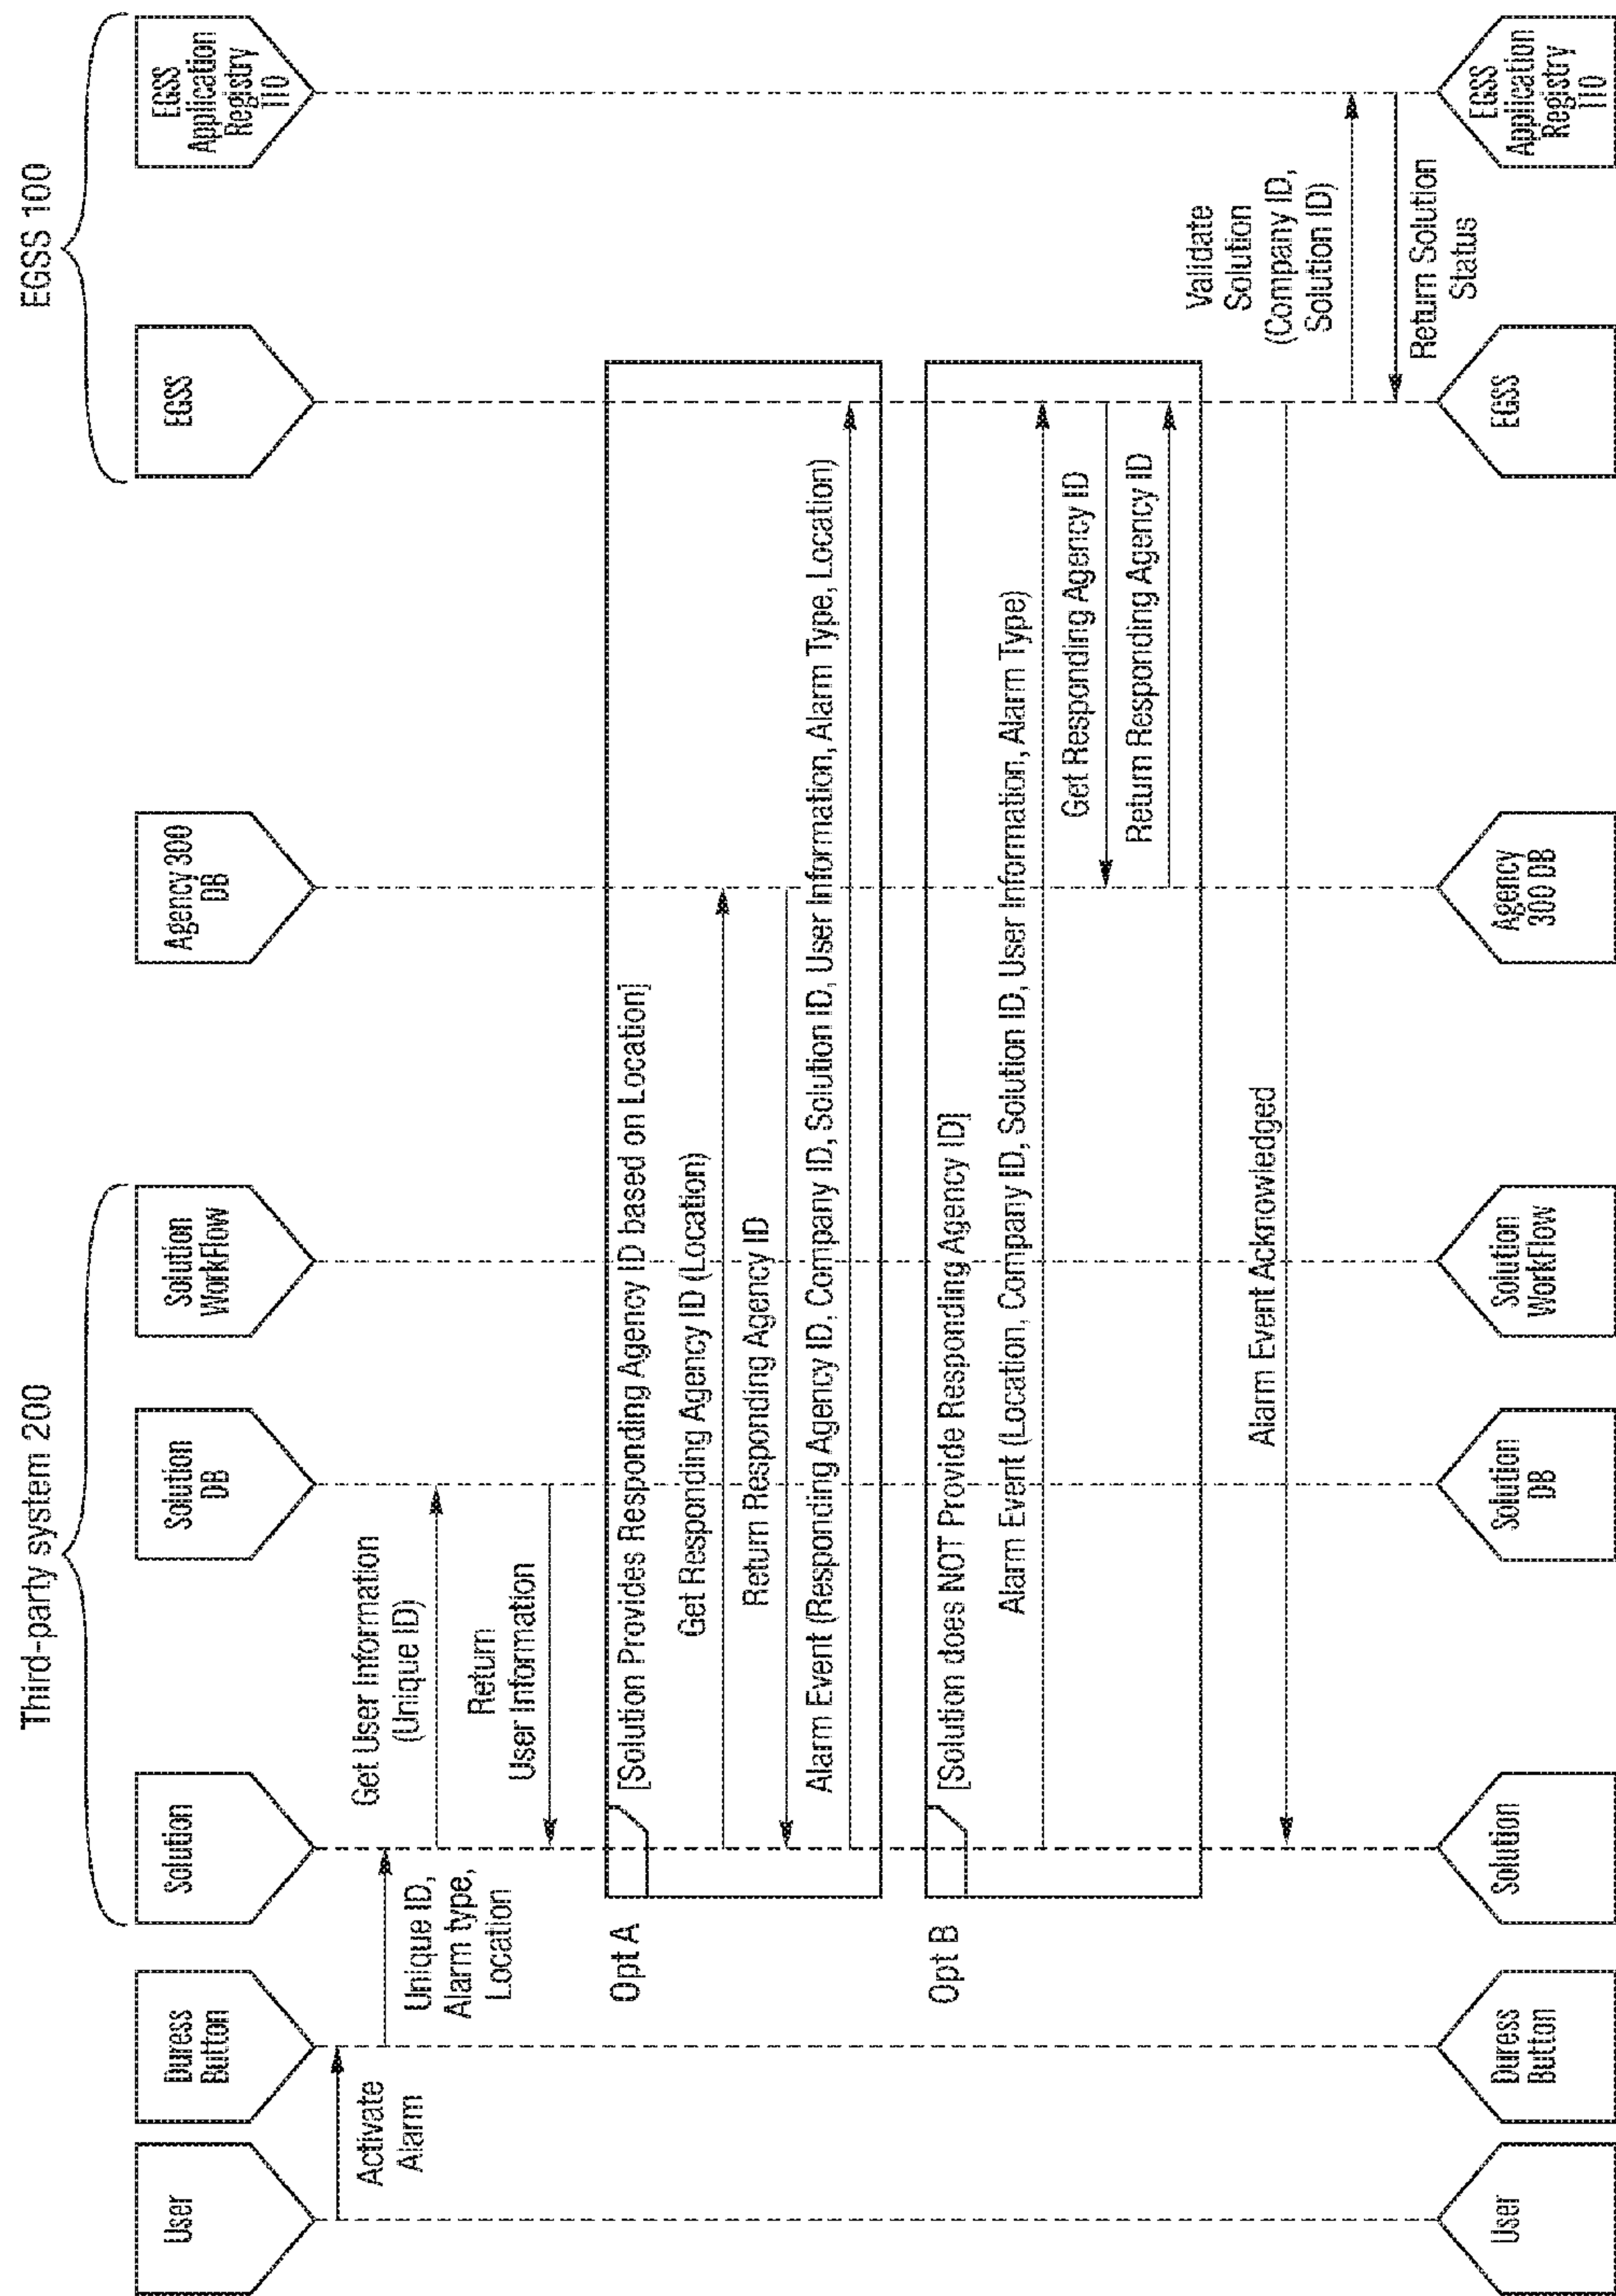 Third-party system 200
EGSS 100
User
Duress
Button
Solution
Solution
DB
Solution
WorkFlow
Agency 300
DB
EGSS
EGSS
Application
Registry
110
Activate
Alarm
Unique ID,
Alarm type,
Location
Get User Information
(Unique ID)
Return
User Information
Opt A
[Solution Provides Responding Agency ID based on Location]
Get Responding Agency ID (Location)
Return Responding Agency ID
Alarm Event (Responding Agency ID, Company ID, Solution ID, User Information, Alarm Type, Location)
Opt B
[Solution does NOT Provide Responding Agency ID]
Alarm Event (Location, Company ID, Solution ID, User Information, Alarm Type)
Get Responding Agency ID
Return Responding Agency ID
Alarm Event Acknowledged
Validate
Solution
(Company ID,
Solution ID)
Return Solution
Status
User
Duress
Button
Solution
Solution
DB
Solution
WorkFlow
Agency
300 DB
EGSS
EGSS
Application
Registry
110